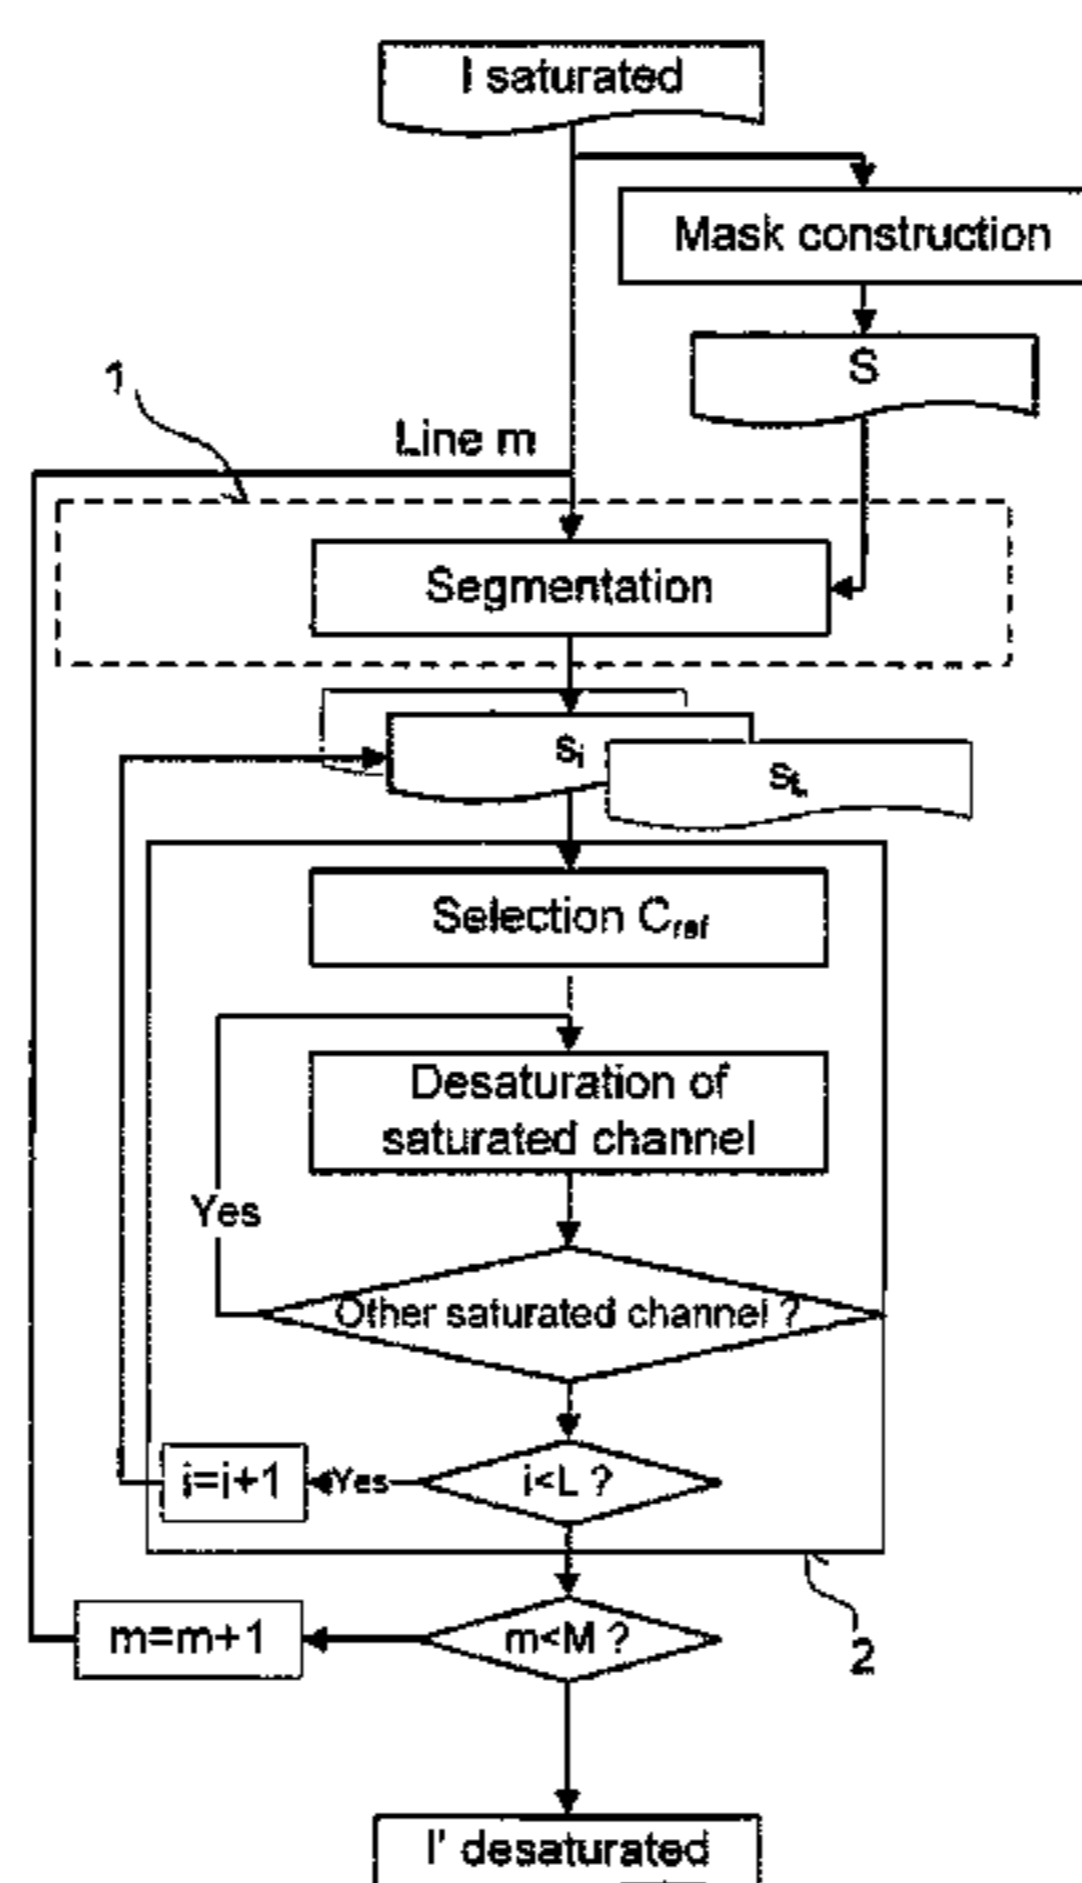 I saturated
Mask construction
S
1
Line m
Segmentation
si
sL
Selection Cref
Desaturation of
saturated channel
Yes
Other saturated channel ?
i=i+1
Yes
i<L ?
m=m+1
m<M ?
2
I' desaturated